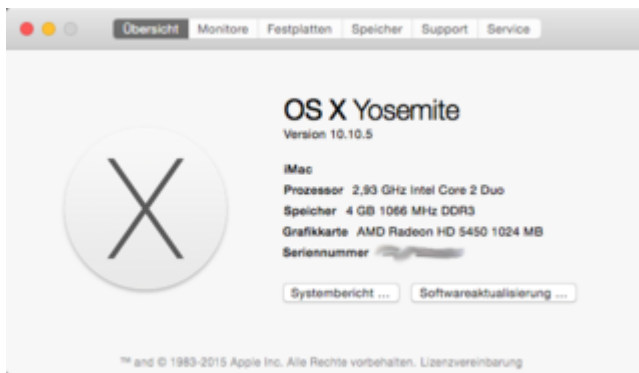 Übersicht Monitore Festplatten Speicher Support Service
OS X Yosemite
Version 10.10.5
iMac
Prozessor 2,93 GHz Intel Core 2 Duo
Speicher 4 GB 1066 MHz DDR3
Grafikkarte AMD Radeon HD 5450 1024 MB
Seriennummer
Systembericht ... Softwareaktualisierung ...
™ and © 1983-2015 Apple Inc. Alle Rechte vorbehalten. Lizenzvereinbarung